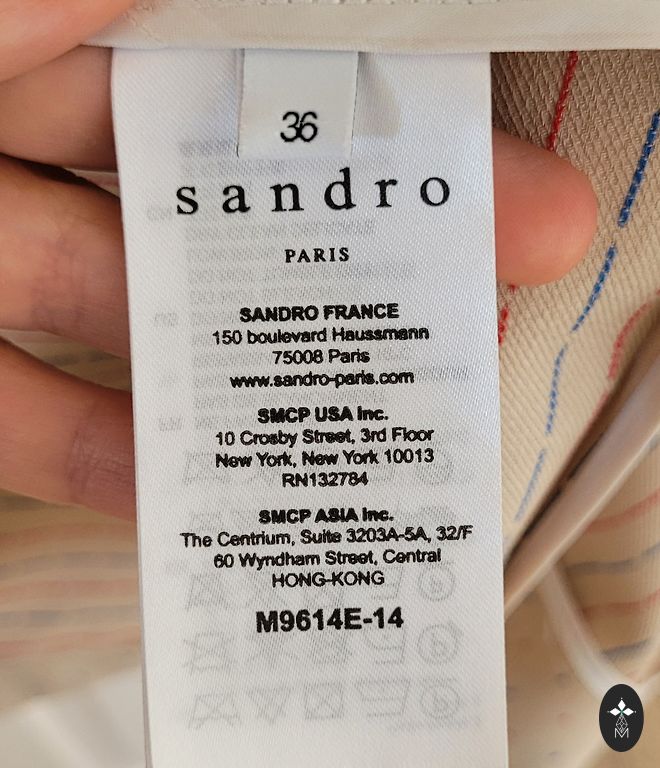 36
sandro
PARIS
SANDRO FRANCE
150 boulevard Haussmann
75008 Paris
www.sandro-paris.com
SMCP USA Inc.
10 Crosby Street, 3rd Floor
New York, New York 10013
RN132784
SMCP ASIA Inc.
The Centrium, Suite 3203A-5A, 32/F
60 Wyndham Street, Central
HONG-KONG
M9614E-14
M